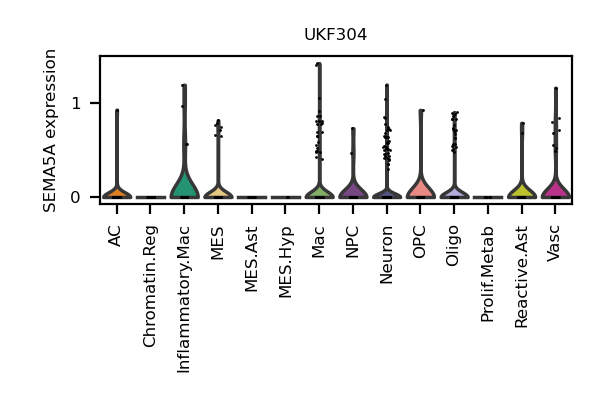 UKF304
SEMA5A expression
1
0
AC
Chromatin.Reg
Inflammatory.Mac
MES
MES.Ast
MES.Hyp
Mac
NPC
Neuron
OPC
Oligo
Prolif.Metab
Reactive.Ast
Vasc